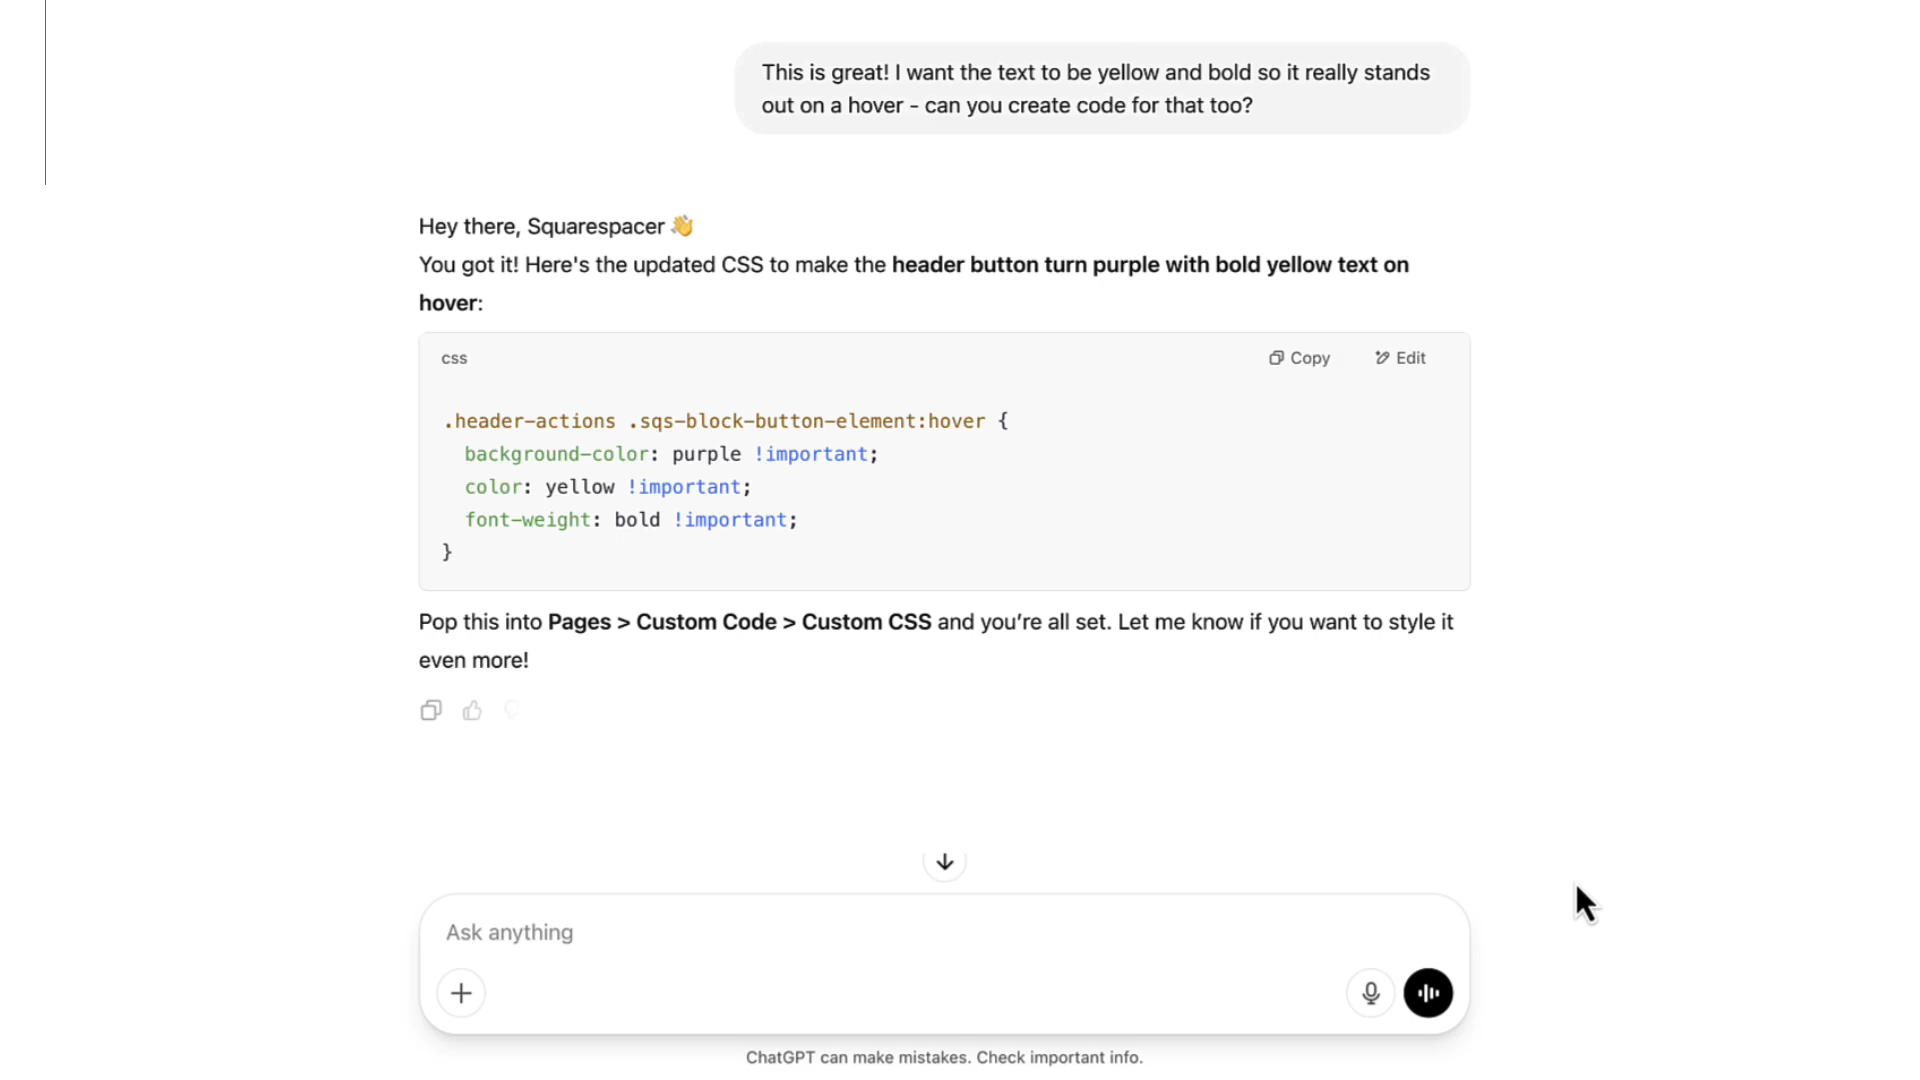 This is great! I want the text to be yellow and bold so it really stands
out on a hover - can you create code for that too?
Hey there, Squarespacer 👋
You got it! Here's the updated CSS to make the header button turn purple with bold yellow text on
hover:
css
Copy
Edit
.header-actions .sqs-block-button-element:hover {
  background-color: purple !important;
  color: yellow !important;
  font-weight: bold !important;
}
Pop this into Pages > Custom Code > Custom CSS and you’re all set. Let me know if you want to style it
even more!
Ask anything
ChatGPT can make mistakes. Check important info.